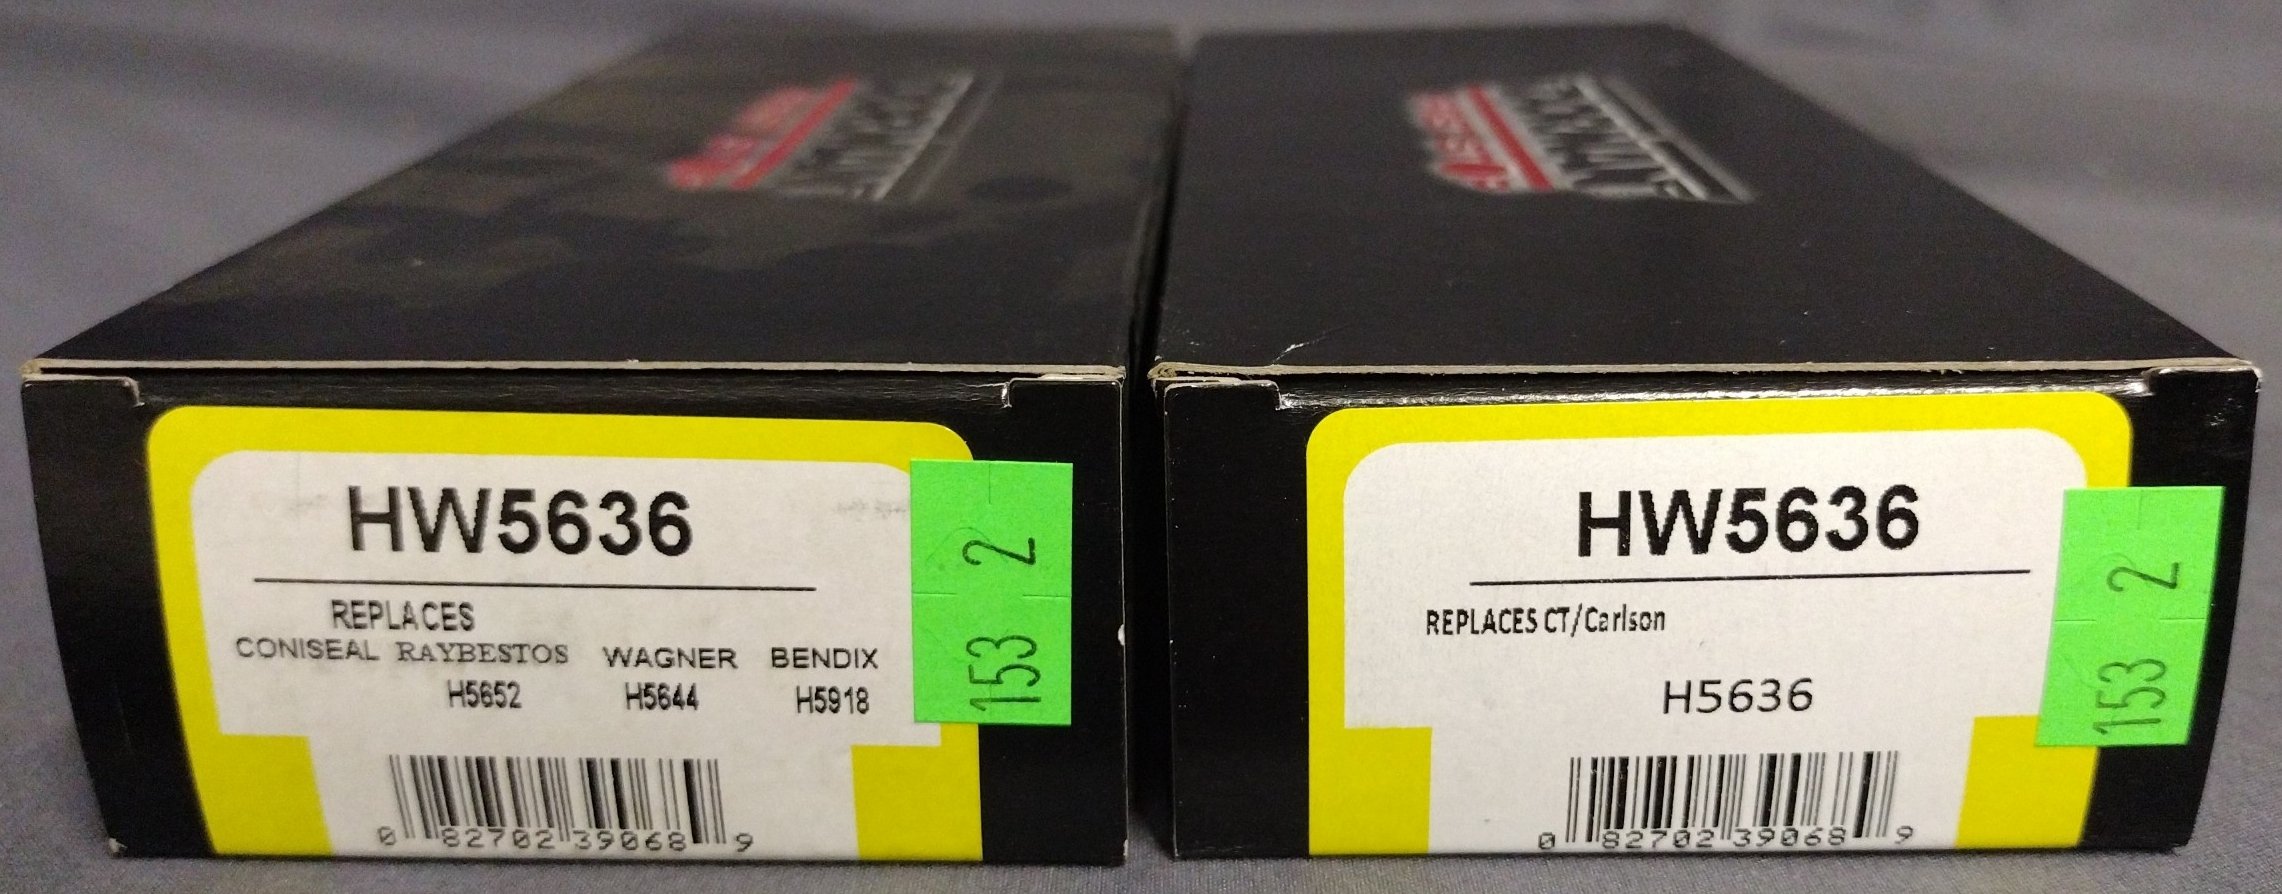 HW5636
REPLACES
CONISEAL RAYBESTOS WAGNER BENDIX
H5652 H5644 H5918
0 82702 39068 9
153 2
HW5636
REPLACES CT/Carlson
H5636
0 82702 39068 9
153 2